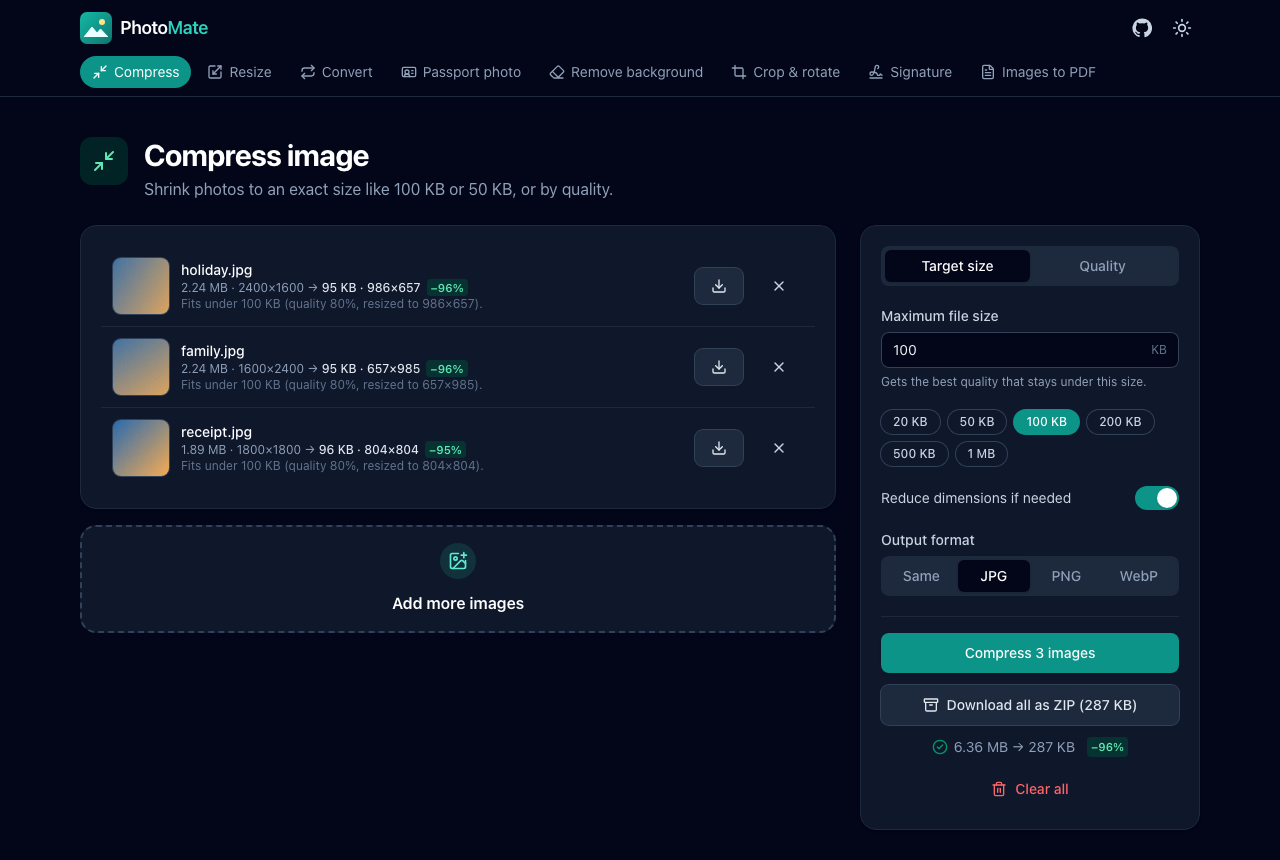 PhotoMate
Compress
Resize
Convert
Passport photo
Remove background
Crop & rotate
Signature
Images to PDF
Compress image
Shrink photos to an exact size like 100 KB or 50 KB, or by quality.
holiday.jpg
2.24 MB · 2400×1600 → 95 KB · 986×657 −96%
Fits under 100 KB (quality 80%, resized to 986×657).
family.jpg
2.24 MB · 1600×2400 → 95 KB · 657×985 −96%
Fits under 100 KB (quality 80%, resized to 657×985).
receipt.jpg
1.89 MB · 1800×1800 → 96 KB · 804×804 −95%
Fits under 100 KB (quality 80%, resized to 804×804).
Add more images
Target size
Quality
Maximum file size
100 KB
Gets the best quality that stays under this size.
20 KB
50 KB
100 KB
200 KB
500 KB
1 MB
Reduce dimensions if needed
Output format
Same
JPG
PNG
WebP
Compress 3 images
Download all as ZIP (287 KB)
6.36 MB → 287 KB −96%
Clear all